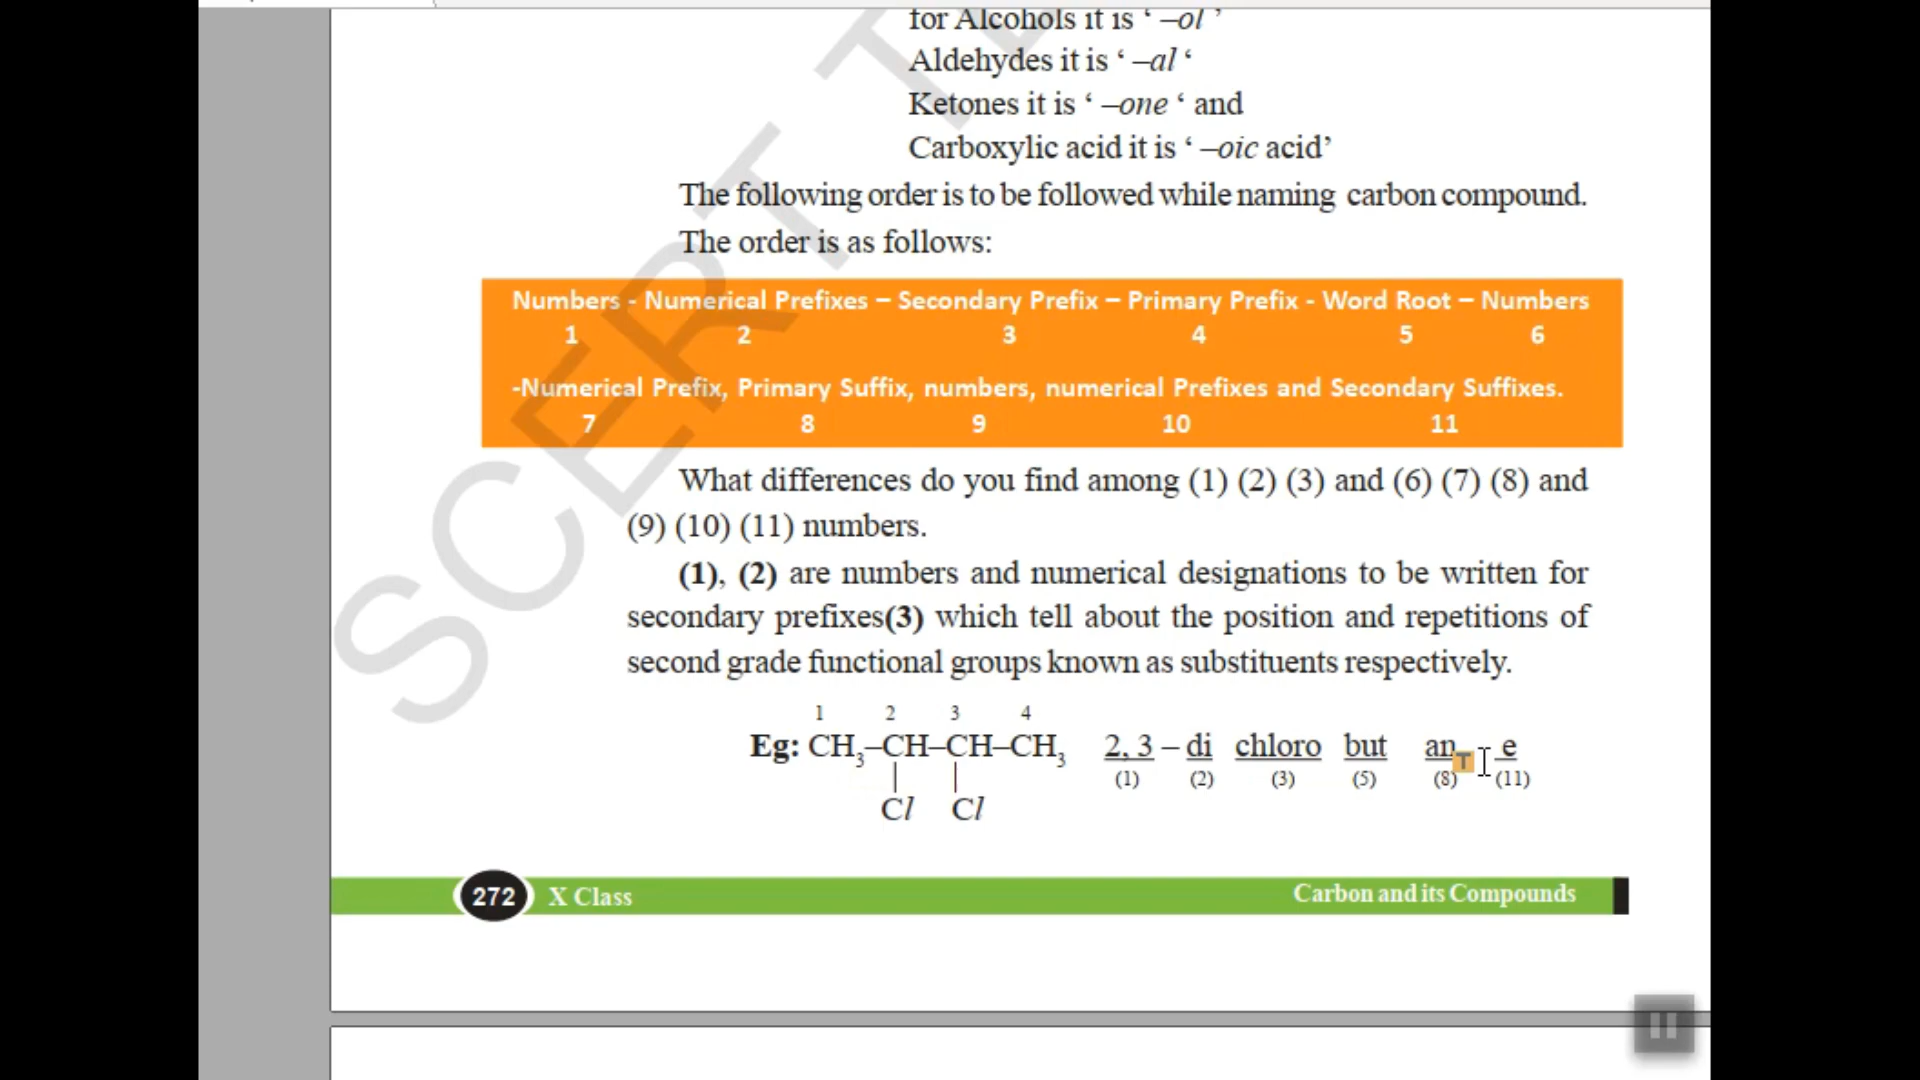 for Alcohols it is ‘ –ol ’
Aldehydes it is ‘ –al ‘
Ketones it is ‘ –one ‘ and
Carboxylic acid it is ‘ –oic acid’
The following order is to be followed while naming carbon compound.
The order is as follows:
Numbers - Numerical Prefixes – Secondary Prefix – Primary Prefix - Word Root – Numbers
1 2 3 4 5 6
-Numerical Prefix, Primary Suffix, numbers, numerical Prefixes and Secondary Suffixes.
7 8 9 10 11
What differences do you find among (1) (2) (3) and (6) (7) (8) and
(9) (10) (11) numbers.
(1), (2) are numbers and numerical designations to be written for
secondary prefixes(3) which tell about the position and repetitions of
second grade functional groups known as substituents respectively.
1 2 3 4
Eg: CH3–CH–CH–CH3 2, 3 – di chloro but an e
(1) (2) (3) (5) (8) (11)
Cl Cl
272 X Class Carbon and its Compounds
SCERT TE